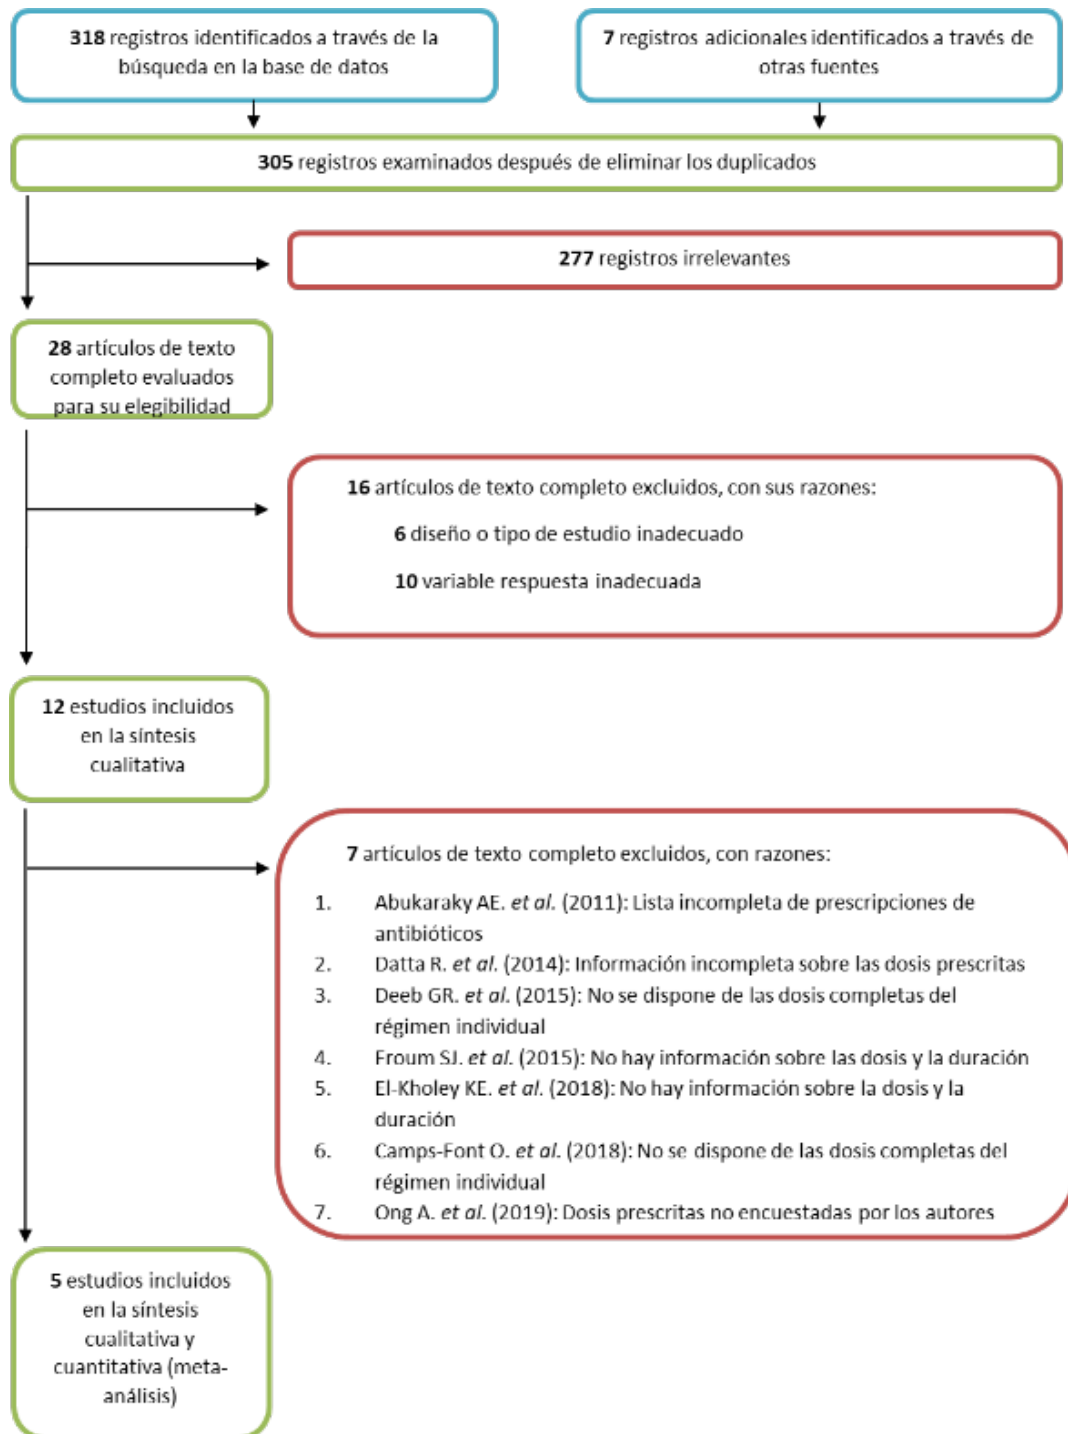 318 registros identificados a través de la
búsqueda en la base de datos
7 registros adicionales identificados a través de
otras fuentes
305 registros examinados después de eliminar los duplicados
277 registros irrelevantes
28 artículos de texto
completo evaluados
para su elegibilidad
16 artículos de texto completo excluidos, con sus razones:
6 diseño o tipo de estudio inadecuado
10 variable respuesta inadecuada
12 estudios incluidos
en la síntesis
cualitativa
7 artículos de texto completo excluidos, con razones:
1. Abukaraky AE. et al. (2011): Lista incompleta de prescripciones de
antibióticos
2. Datta R. et al. (2014): Información incompleta sobre las dosis prescritas
3. Deeb GR. et al. (2015): No se dispone de las dosis completas del
régimen individual
4. Froum SJ. et al. (2015): No hay información sobre las dosis y la duración
5. El-Kholey KE. et al. (2018): No hay información sobre la dosis y la
duración
6. Camps-Font O. et al. (2018): No se dispone de las dosis completas del
régimen individual
7. Ong A. et al. (2019): Dosis prescritas no encuestadas por los autores
5 estudios incluidos
en la síntesis
cualitativa y
cuantitativa (meta-
análisis)